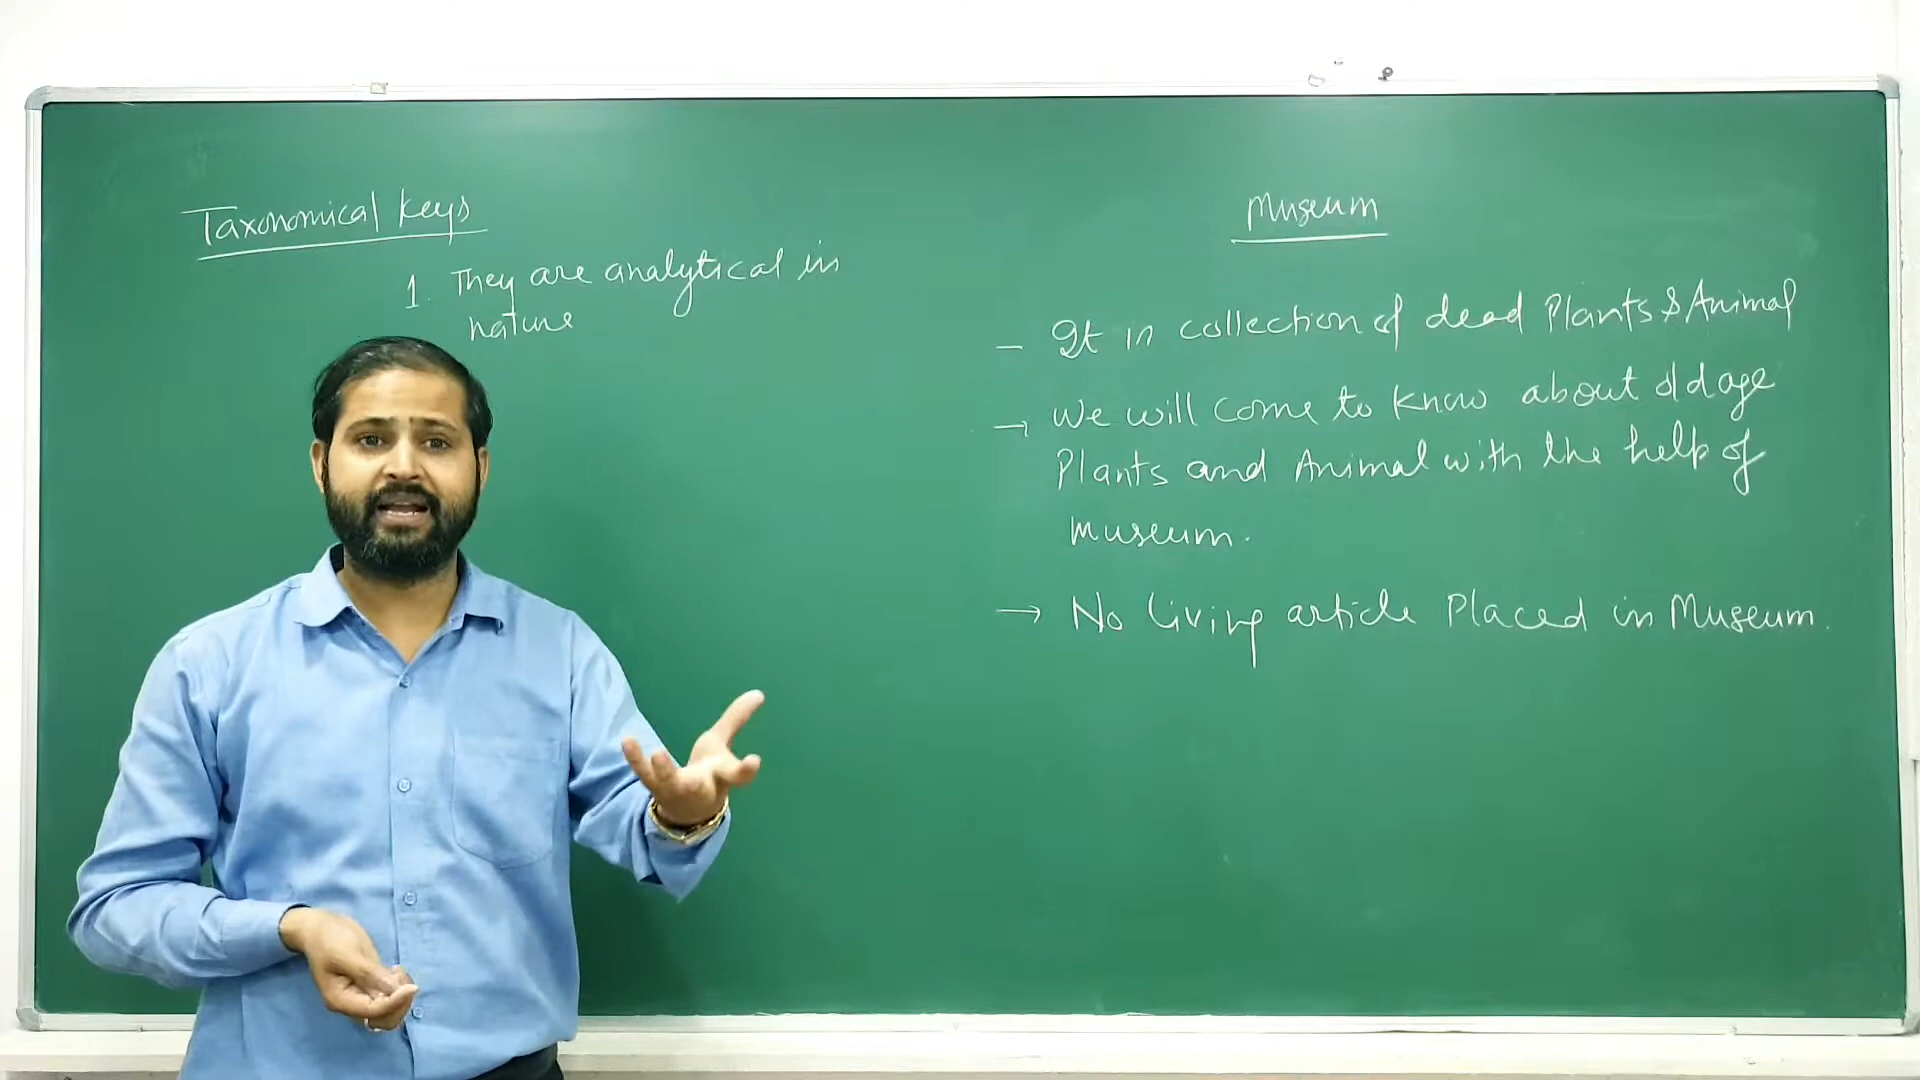 Taxonomical keys
1. They are analytical in
nature
Museum
– It is collection of dead Plants & Animal
→ We will come to know about old age
Plants and Animal with the help of
museum.
→ No living article Placed in Museum.